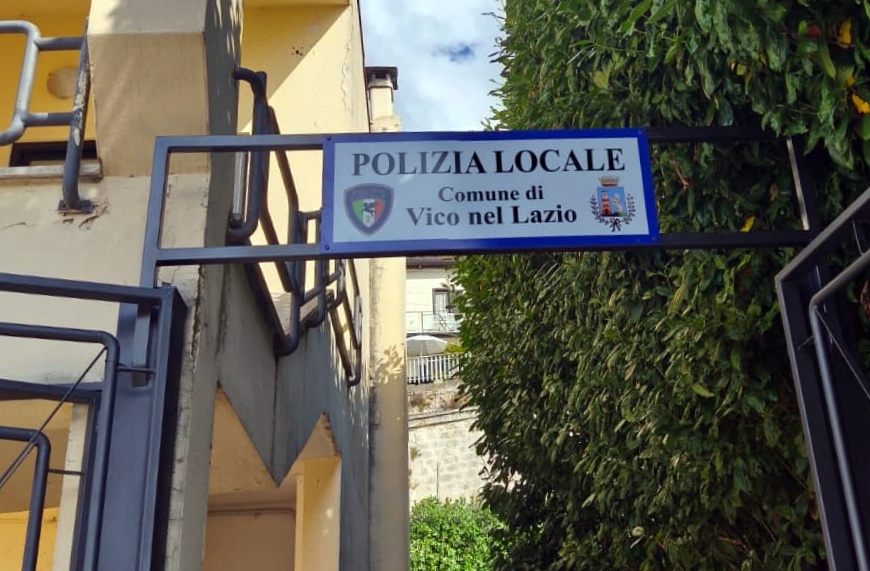 POLIZIA LOCALE
Comune di
Vico nel Lazio